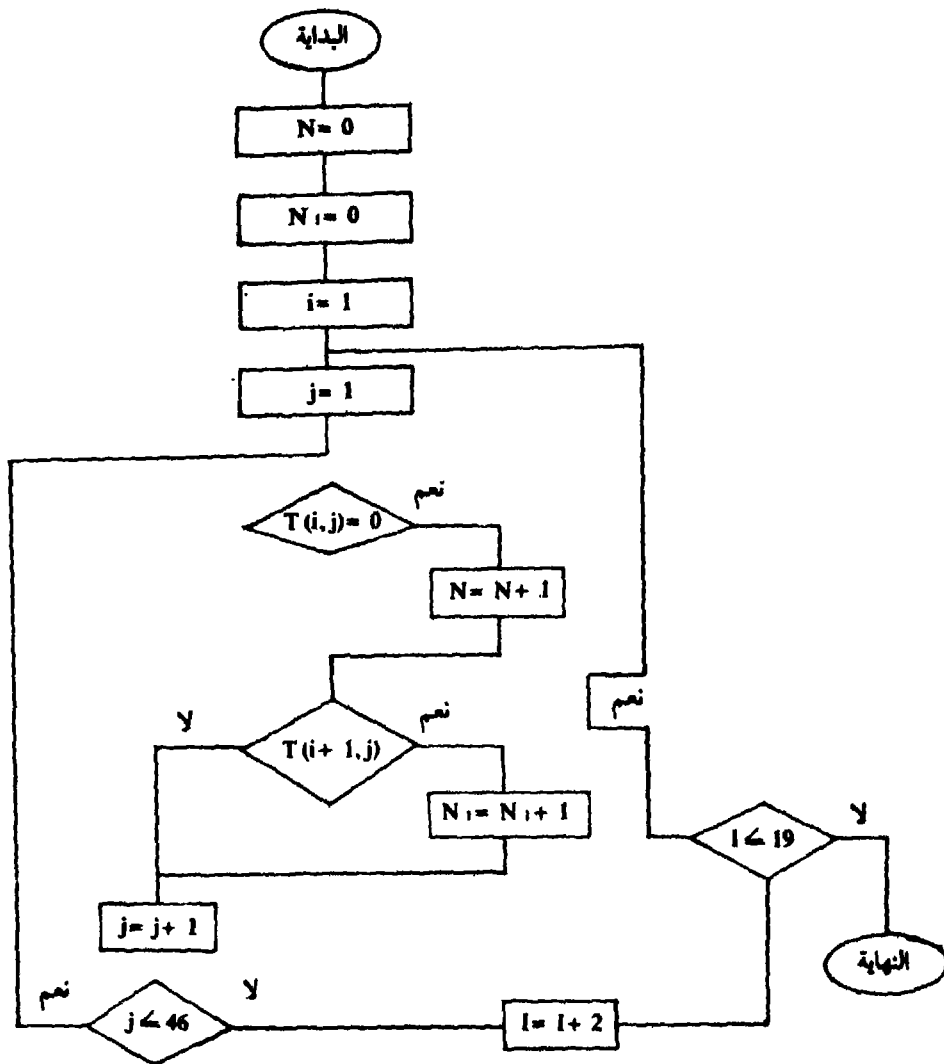 البداية
N= 0
N₁= 0
i= 1
j= 1
نعم
T(i,j)= 0
N= N+ 1
نعم
لا
نعم
T(i+ 1,j)
N₁= N₁+ 1
لا
I ≤ 19
j= j+ 1
النهاية
نعم
لا
j ≤ 46
I= I+ 2